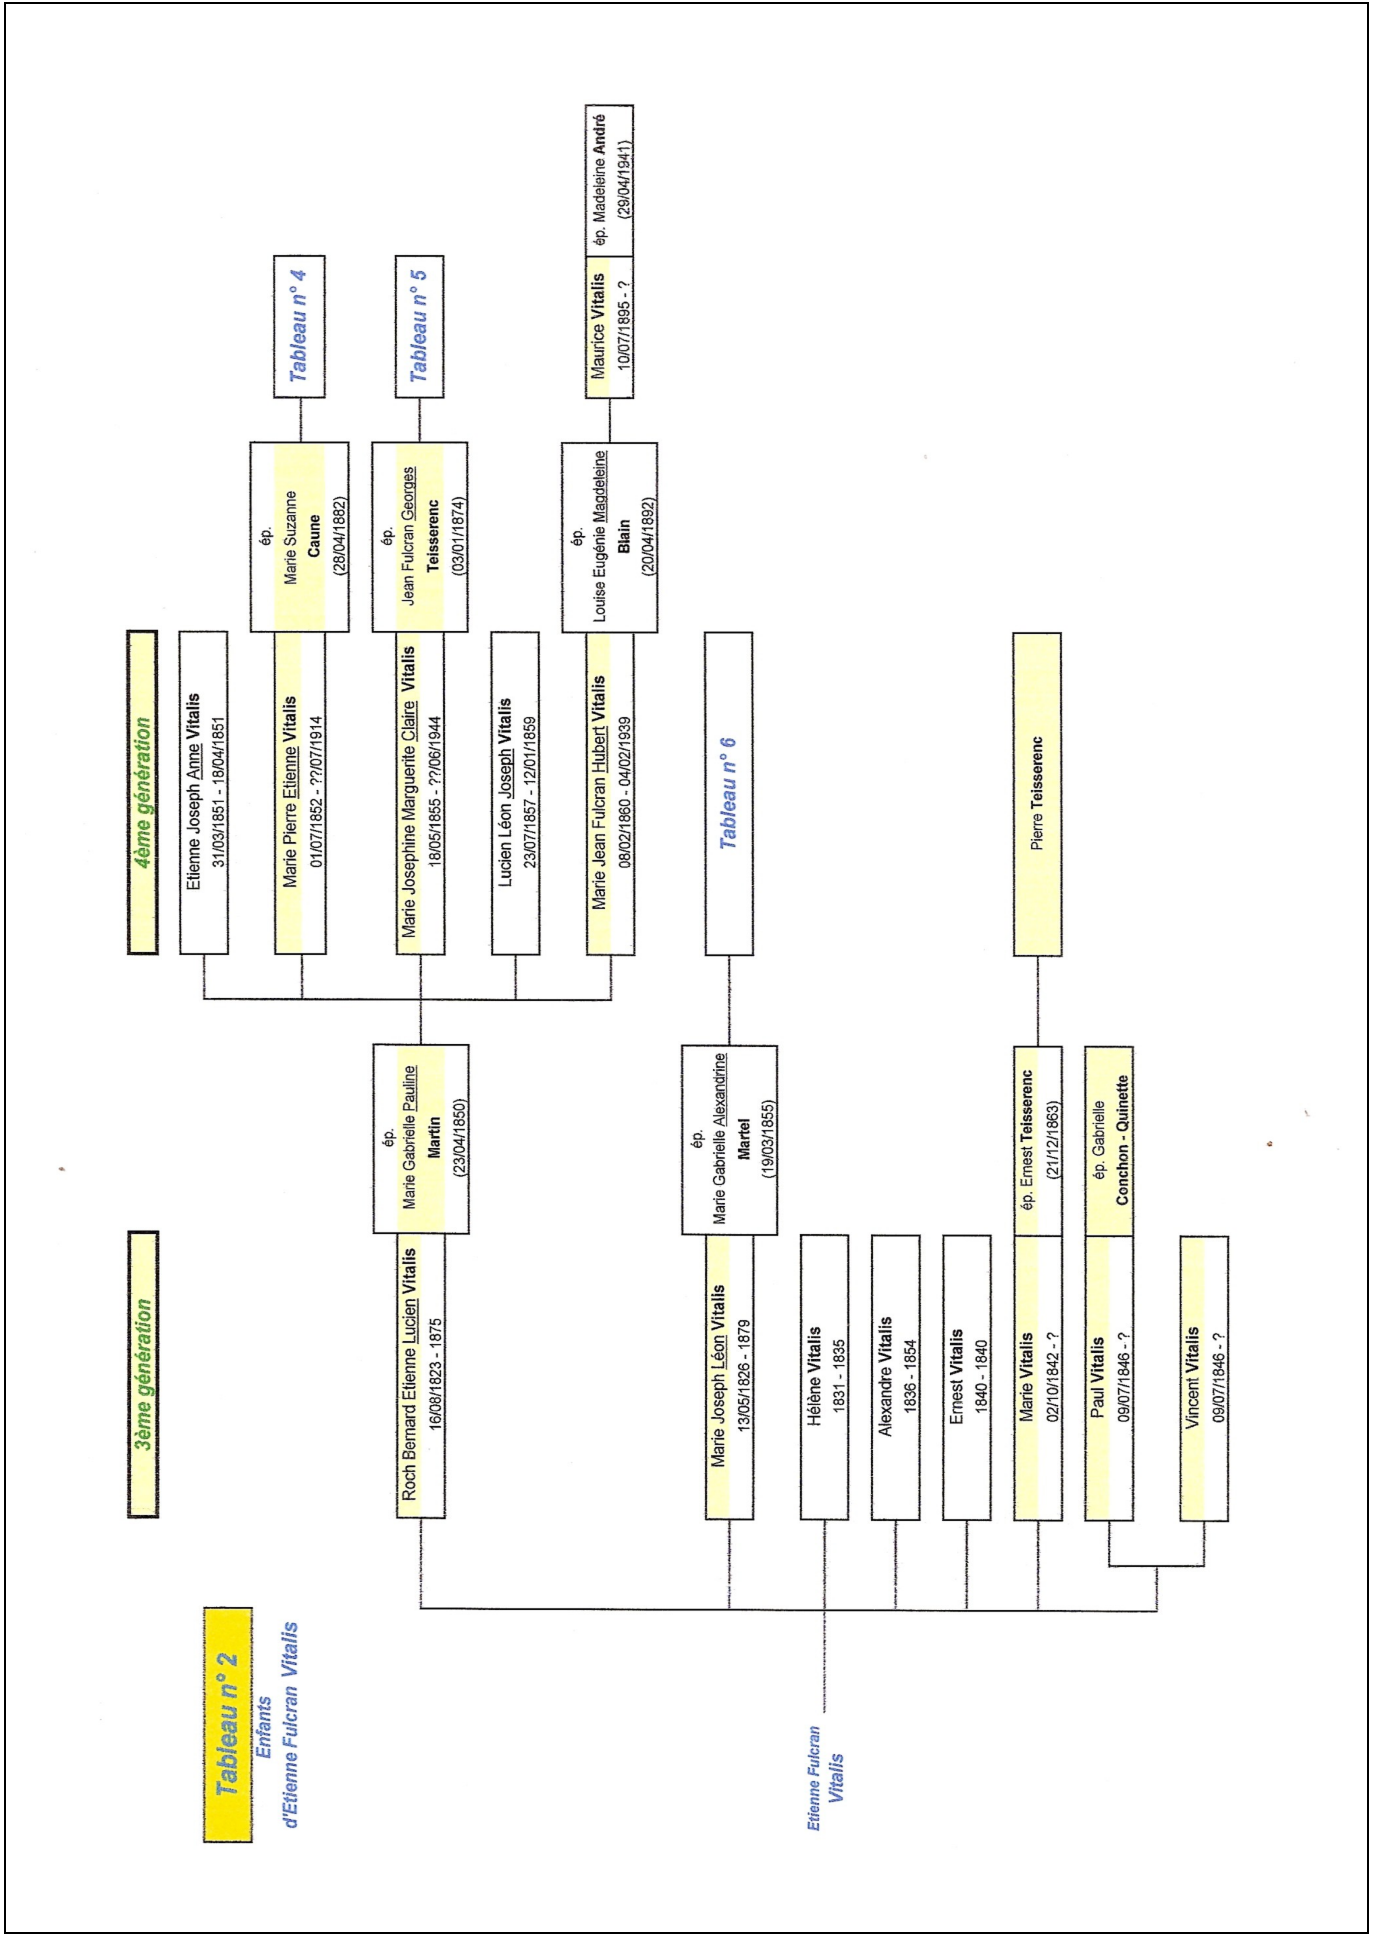 Tableau n° 2
Enfants
d'Etienne Fulcran Vitalis
3ème génération
4ème génération
Etienne Fulcran
Vitalis
Roch Bernard Etienne Lucien Vitalis
16/08/1823 - 1875
ép.
Marie Gabrielle Pauline
Martin
(23/04/1850)
Etienne Joseph Anne Vitalis
31/03/1851 - 18/04/1851
Marie Pierre Etienne Vitalis
01/07/1852 - ??/07/1914
ép.
Marie Suzanne
Caune
(28/04/1882)
Tableau n° 4
Marie Josephine Marguerite Claire Vitalis
18/05/1855 - ??/06/1944
ép.
Jean Fulcran Georges
Teisserenc
(03/01/1874)
Tableau n° 5
Lucien Léon Joseph Vitalis
23/07/1857 - 12/01/1859
Marie Jean Fulcran Hubert Vitalis
08/02/1860 - 04/02/1939
ép.
Louise Eugénie Magdeleine
Blain
(20/04/1892)
Maurice Vitalis
10/07/1895 - ?
ép. Madeleine André
(29/04/1941)
Marie Joseph Léon Vitalis
13/05/1826 - 1879
ép.
Marie Gabrielle Alexandrine
Martel
(19/03/1855)
Tableau n° 6
Hélène Vitalis
1831 - 1835
Alexandre Vitalis
1836 - 1854
Ernest Vitalis
1840 - 1840
Marie Vitalis
02/10/1842 - ?
ép. Ernest Teisserenc
(21/12/1863)
Pierre Teisserenc
Paul Vitalis
09/07/1846 - ?
ép. Gabrielle
Conchon - Quinette
Vincent Vitalis
09/07/1846 - ?